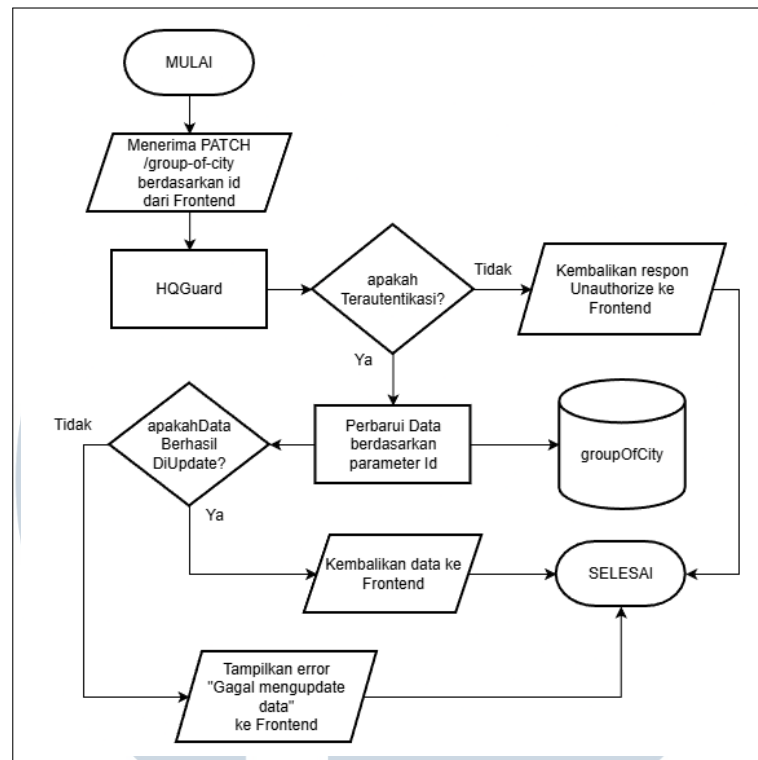 MULAI
Menerima PATCH
/group-of-city
berdasarkan id
dari Frontend
HQGuard
apakah
Terautentikasi?
Tidak
Kembalikan respon
Unauthorize ke
Frontend
Ya
Tidak
apakahData
Berhasil
DiUpdate?
Perbarui Data
berdasarkan
parameter Id
groupOfCity
Ya
Kembalikan data ke
Frontend
SELESAI
Tampilkan error
"Gagal mengupdate
data"
ke Frontend